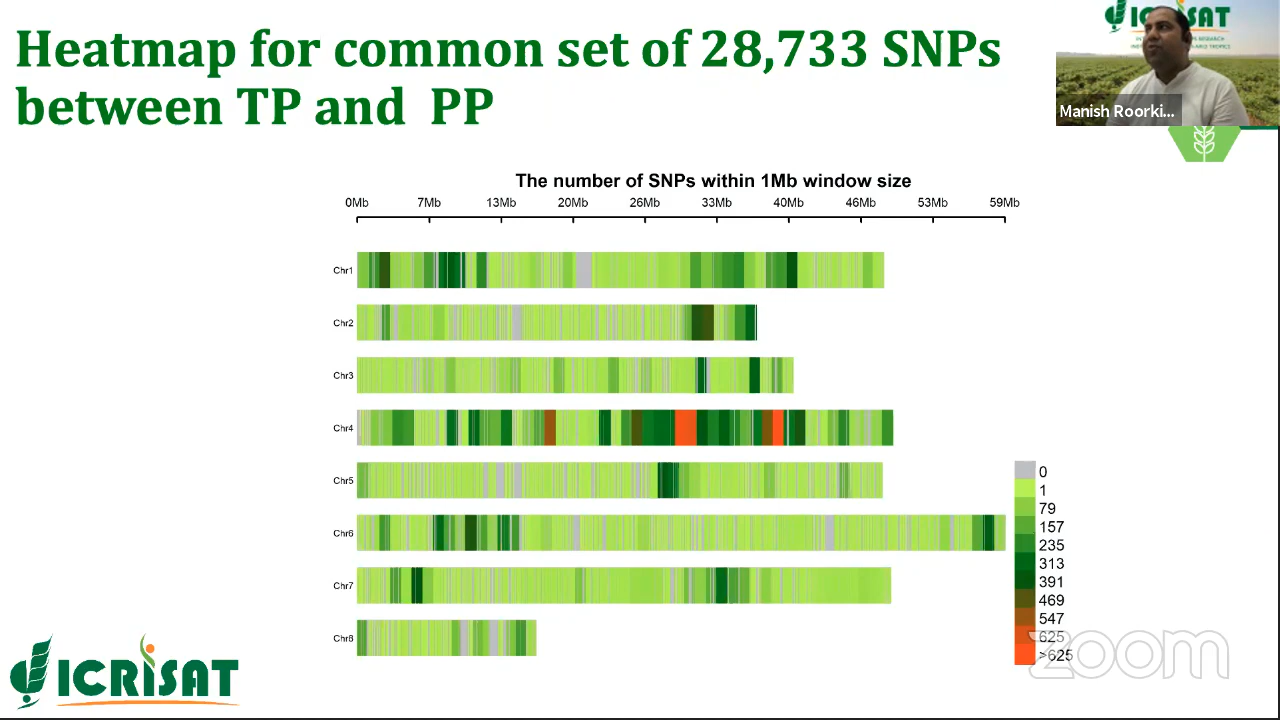 Heatmap for common set of 28,733 SNPs
between TP and PP
ICRISAT
Manish Roorki...
The number of SNPs within 1Mb window size
0Mb 7Mb 13Mb 20Mb 26Mb 33Mb 40Mb 46Mb 53Mb 59Mb
Chr1
Chr2
Chr3
Chr4
Chr5
Chr6
Chr7
Chr8
0
1
79
157
235
313
391
469
547
625
>625
zoom
ICRISAT